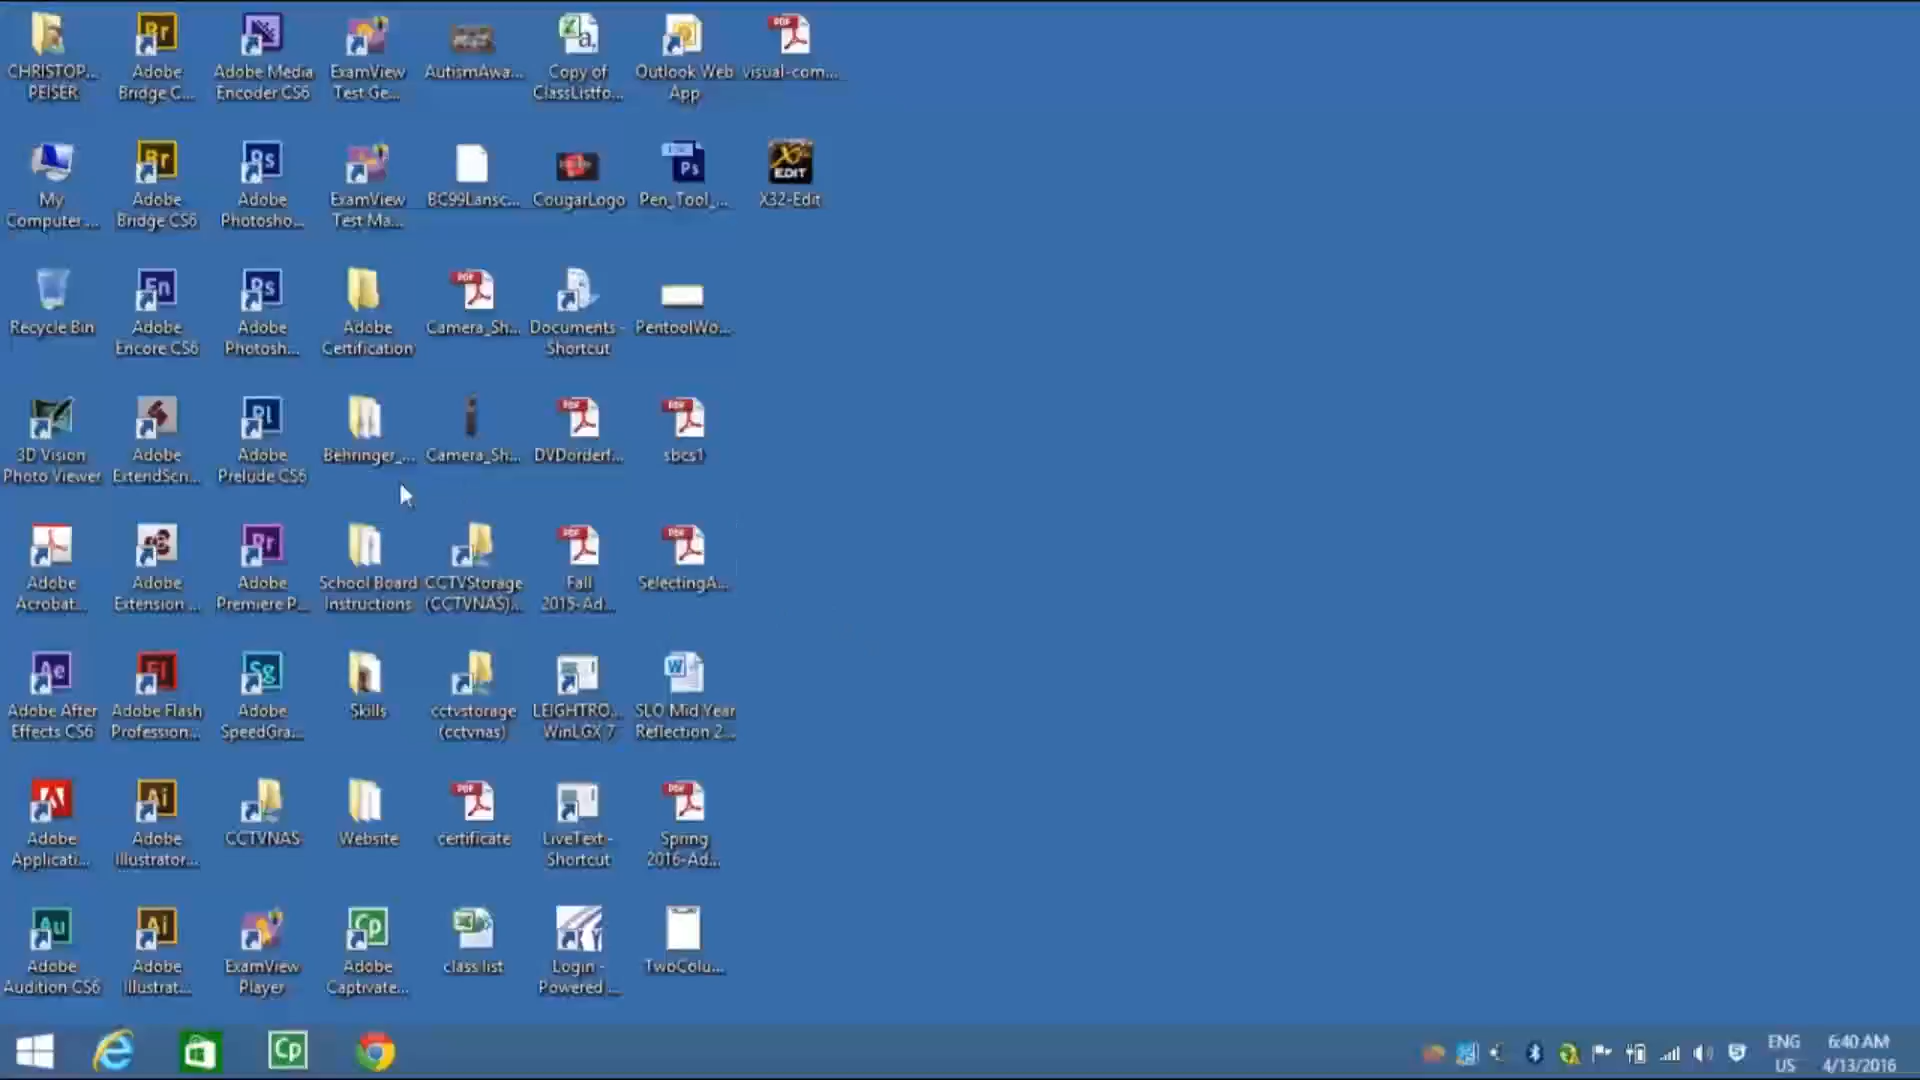 CHRISTOP...
PEISER
Adobe
Bridge C...
Adobe Media
Encoder CS6
ExamView
Test Ge...
AutismAwa...
Copy of
ClassListfo...
Outlook Web
App
visual-com...
My
Computer ...
Adobe
Bridge CS6
Adobe
Photosho...
ExamView
Test Ma...
BC99Lansc...
CougarLogo
Pen_Tool_...
X32-Edit
Recycle Bin
Adobe
Encore CS6
Adobe
Photosh...
Adobe
Certification
Camera_Sh...
Documents -
Shortcut
PentoolWo...
3D Vision
Photo Viewer
Adobe
ExtendScri...
Adobe
Prelude CS6
Behringer_...
Camera_Sh...
DVDorderf...
sbcs1
Adobe
Acrobat...
Adobe
Extension ...
Adobe
Premiere P...
School Board
Instructions
CCTVStorage
(CCTVNAS)...
Fall
2015-Ad...
SelectingA...
Adobe After
Effects CS6
Adobe Flash
Profession...
Adobe
SpeedGra...
Skills
cctvstorage
(cctvnas)
LEIGHTRO...
WinLGX 7
SLO Mid Year
Reflection 2...
Adobe
Applicati...
Adobe
Illustrator...
CCTVNAS
Website
certificate
LiveText -
Shortcut
Spring
2016-Ad...
Adobe
Audition CS6
Adobe
Illustrat...
ExamView
Player
Adobe
Captivate...
class list
Login -
Powered ...
TwoColu...
ENG
US
6:40 AM
4/13/2016